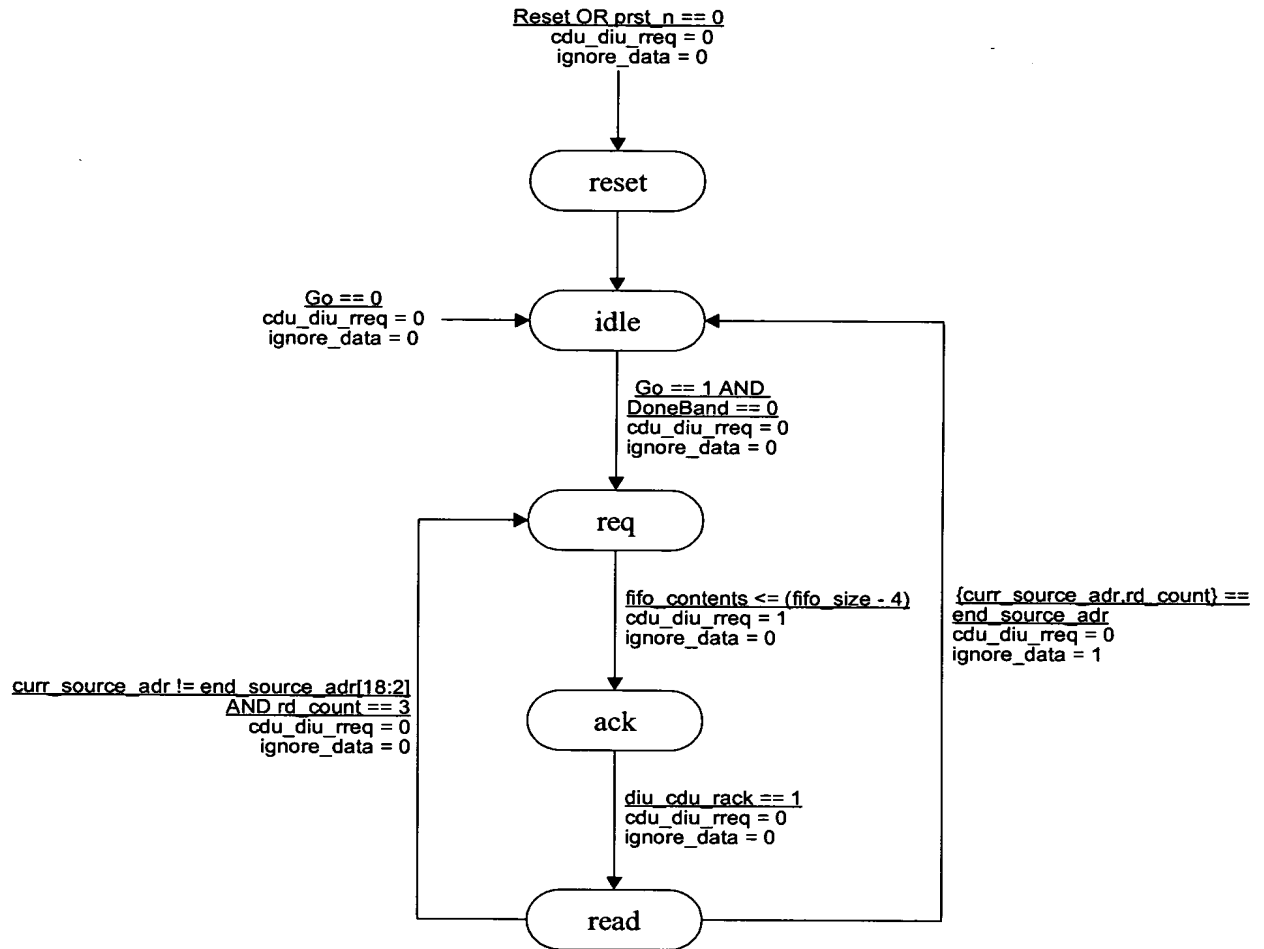 Reset OR prst_n == 0
cdu_diu_rreq = 0
ignore_data = 0
reset
Go == 0
cdu_diu_rreq = 0
ignore_data = 0
idle
Go == 1 AND
DoneBand == 0
cdu_diu_rreq = 0
ignore_data = 0
req
fifo_contents <= (fifo_size - 4)
cdu_diu_rreq = 1
ignore_data = 0
{curr_source_adr,rd_count} ==
end_source_adr
cdu_diu_rreq = 0
ignore_data = 1
curr_source_adr != end_source_adr[18:2]
AND rd_count == 3
cdu_diu_rreq = 0
ignore_data = 0
ack
diu_cdu_rack == 1
cdu_diu_rreq = 0
ignore_data = 0
read